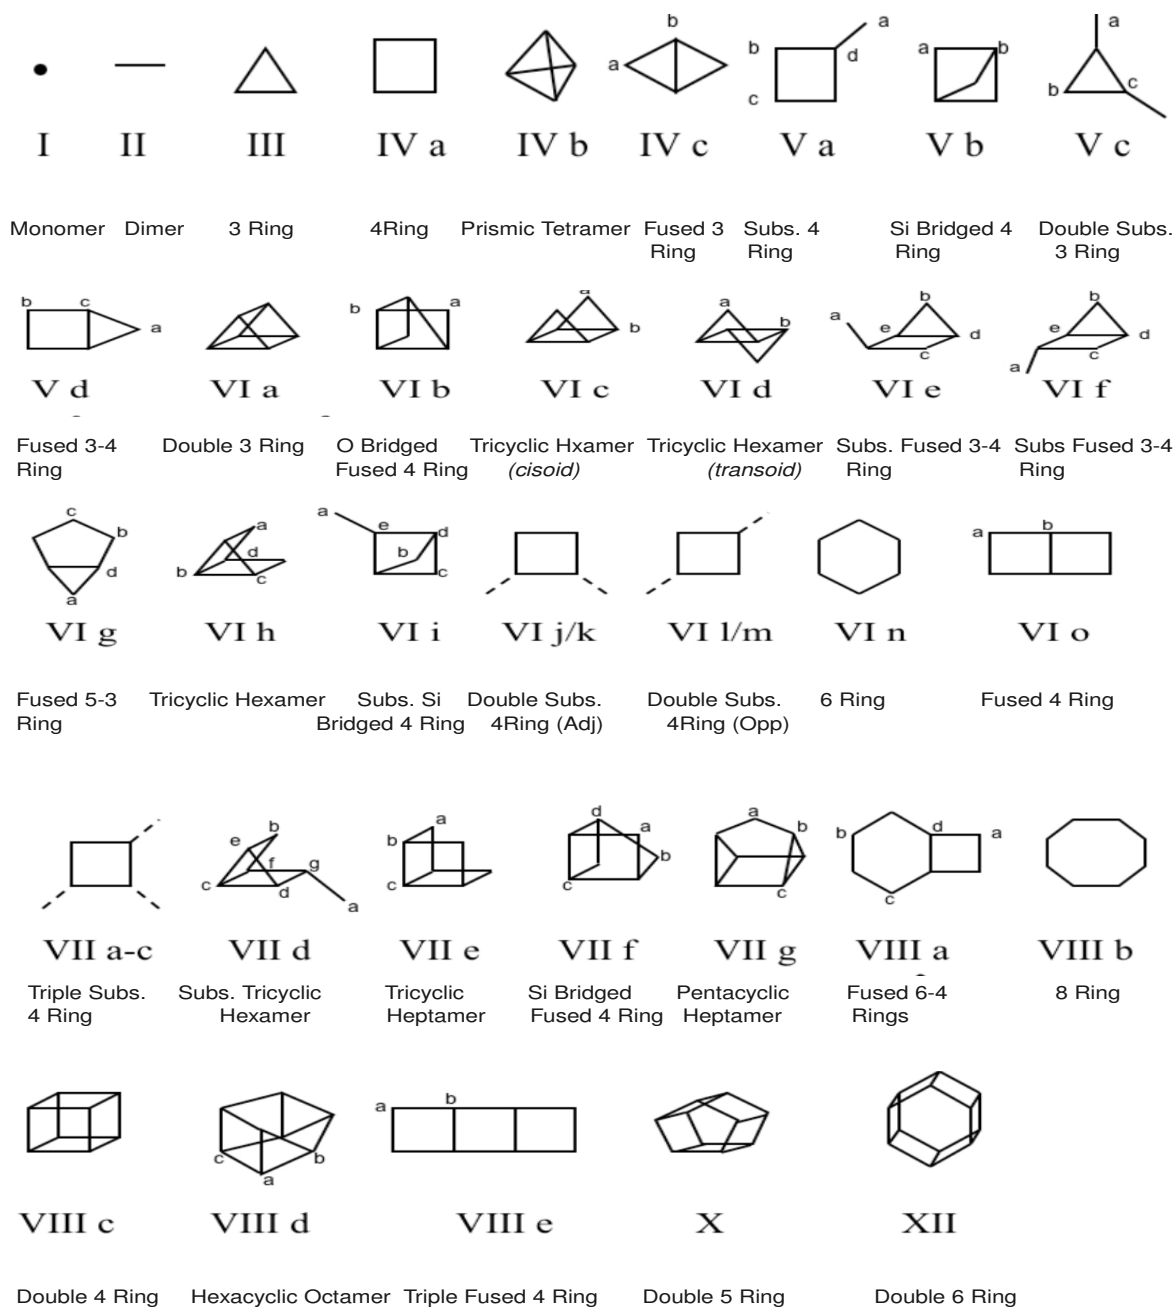 b a
a b d c a b b c
I II III IV a IV b IV c V a V b V c
Monomer Dimer 3 Ring 4Ring Prismic Tetramer Fused 3 Subs. 4 Si Bridged 4 Double Subs.
Ring Ring Ring 3 Ring
b c a b a a b a b a e b d c b e d c a
V d VI a VI b VI c VI d VI e VI f
Fused 3-4 Double 3 Ring O Bridged Tricyclic Hxamer Tricyclic Hexamer Subs. Fused 3-4 Subs Fused 3-4
Ring Fused 4 Ring (cisoid) (transoid) Ring Ring
c b d a a d b c a e d b c a b
VI g VI h VI i VI j/k VI l/m VI n VI o
Fused 5-3 Tricyclic Hexamer Subs. Si Double Subs. Double Subs. 6 Ring Fused 4 Ring
Ring Bridged 4 Ring 4Ring (Adj) 4Ring (Opp)
b e f g c d a a b c d a b c a b c b d a c
VII a-c VII d VII e VII f VII g VIII a VIII b
Triple Subs. Subs. Tricyclic Tricyclic Si Bridged Pentacyclic Fused 6-4 8 Ring
4 Ring Hexamer Heptamer Fused 4 Ring Heptamer Rings
c b a a b
VIII c VIII d VIII e X XII
Double 4 Ring Hexacyclic Octamer Triple Fused 4 Ring Double 5 Ring Double 6 Ring